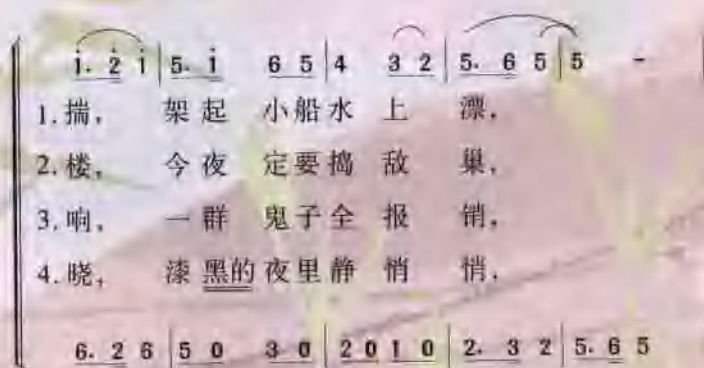 i. 2 i | 5. i 6 5 | 4 3 2 | 5. 6 5 | 5 -
1.揣， 架起 小船水 上 漂，
2.楼， 今夜 定要捣 敌 巢，
3.响， 一群 鬼子全 报 销，
4.晓， 漆黑的夜里静 悄 悄，
6. 2 6 | 5 0 3 0 | 2 0 1 0 | 2. 3 2 | 5. 6 5